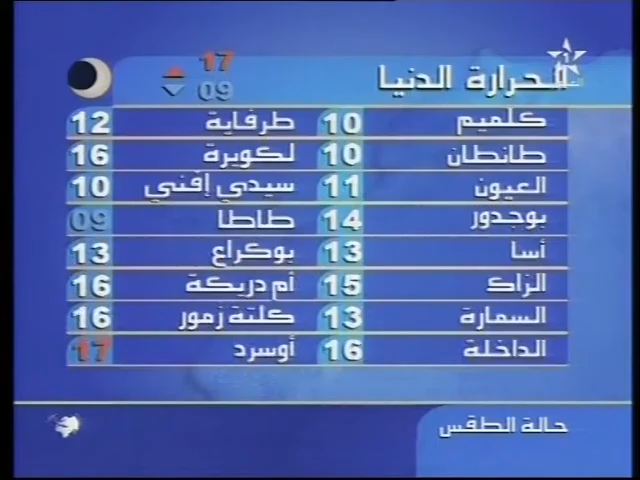 الحرارة الدنيا 17
09
كلميم 10 طرفاية 12
طانطان 10 لكويرة 16
العيون 11 سيدي إفني 10
بوجدور 14 طاطا 09
أسا 13 بوكراع 13
الزاك 15 أم دريكة 16
السمارة 13 كلتة زمور 16
الداخلة 16 أوسرد 17
حالة الطقس